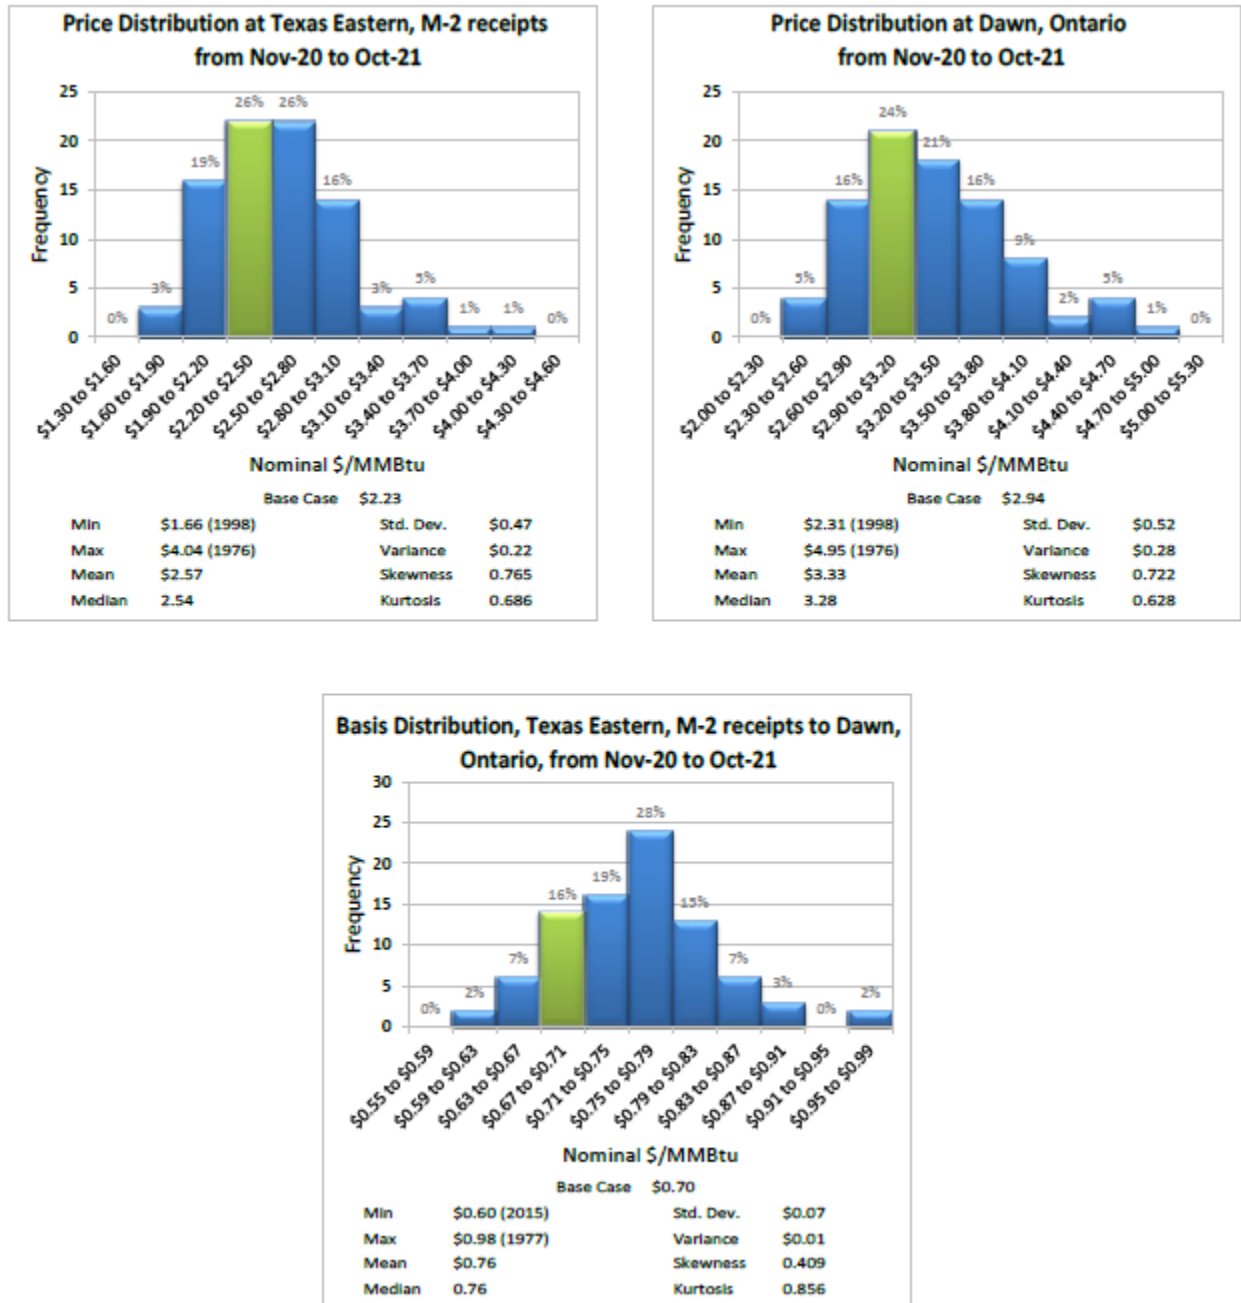 Price Distribution at Texas Eastern, M-2 receipts
from Nov-20 to Oct-21
25
20
15
10
5
0
Frequency
0%
3%
19%
26%
26%
16%
3%
5%
1%
1%
0%
$1.30 to $1.60
$1.60 to $1.90
$1.90 to $2.20
$2.20 to $2.50
$2.50 to $2.80
$2.80 to $3.10
$3.10 to $3.40
$3.40 to $3.70
$3.70 to $4.00
$4.00 to $4.30
$4.30 to $4.60
Nominal $/MMBtu
Base Case $2.23
Min $1.66 (1998) Std. Dev. $0.47
Max $4.04 (1976) Variance $0.22
Mean $2.57 Skewness 0.765
Median 2.54 Kurtosis 0.686
Price Distribution at Dawn, Ontario
from Nov-20 to Oct-21
25
20
15
10
5
0
Frequency
0%
5%
16%
24%
21%
16%
9%
2%
5%
1%
0%
$2.00 to $2.30
$2.30 to $2.60
$2.60 to $2.90
$2.90 to $3.20
$3.20 to $3.50
$3.50 to $3.80
$3.80 to $4.10
$4.10 to $4.40
$4.40 to $4.70
$4.70 to $5.00
$5.00 to $5.30
Nominal $/MMBtu
Base Case $2.94
Min $2.31 (1998) Std. Dev. $0.52
Max $4.95 (1976) Variance $0.28
Mean $3.33 Skewness 0.722
Median 3.28 Kurtosis 0.628
Basis Distribution, Texas Eastern, M-2 receipts to Dawn,
Ontario, from Nov-20 to Oct-21
30
25
20
15
10
5
0
Frequency
0%
2%
7%
16%
19%
28%
15%
7%
3%
0%
2%
$0.55 to $0.59
$0.59 to $0.63
$0.63 to $0.67
$0.67 to $0.71
$0.71 to $0.75
$0.75 to $0.79
$0.79 to $0.83
$0.83 to $0.87
$0.87 to $0.91
$0.91 to $0.95
$0.95 to $0.99
Nominal $/MMBtu
Base Case $0.70
Min $0.60 (2015) Std. Dev. $0.07
Max $0.98 (1977) Variance $0.01
Mean $0.76 Skewness 0.409
Median 0.76 Kurtosis 0.856